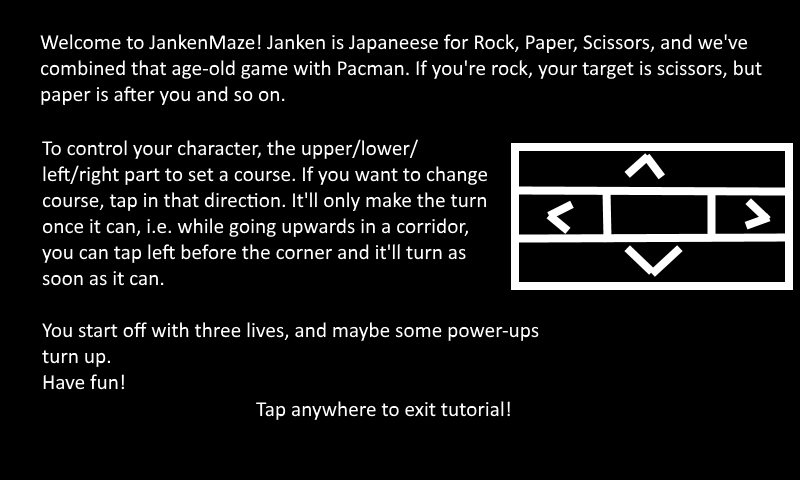 Welcome to JankenMaze! Janken is Japaneese for Rock, Paper, Scissors, and we've
combined that age-old game with Pacman. If you're rock, your target is scissors, but
paper is after you and so on.
To control your character, the upper/lower/
left/right part to set a course. If you want to change
course, tap in that direction. It'll only make the turn
once it can, i.e. while going upwards in a corridor,
you can tap left before the corner and it'll turn as
soon as it can.
You start off with three lives, and maybe some power-ups
turn up.
Have fun!
Tap anywhere to exit tutorial!